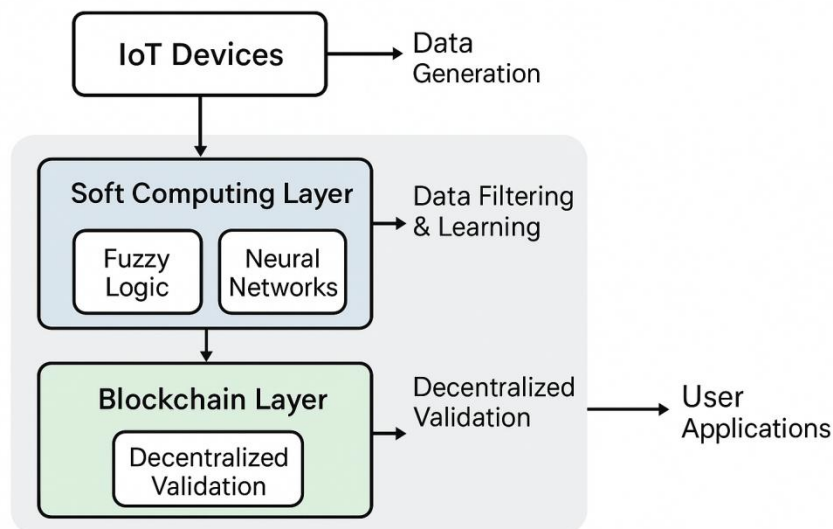 IoT Devices
Data
Generation
Soft Computing Layer
Fuzzy
Logic
Neural
Networks
Data Filtering
& Learning
Blockchain Layer
Decentralized
Validation
Decentralized
Validation
User
Applications